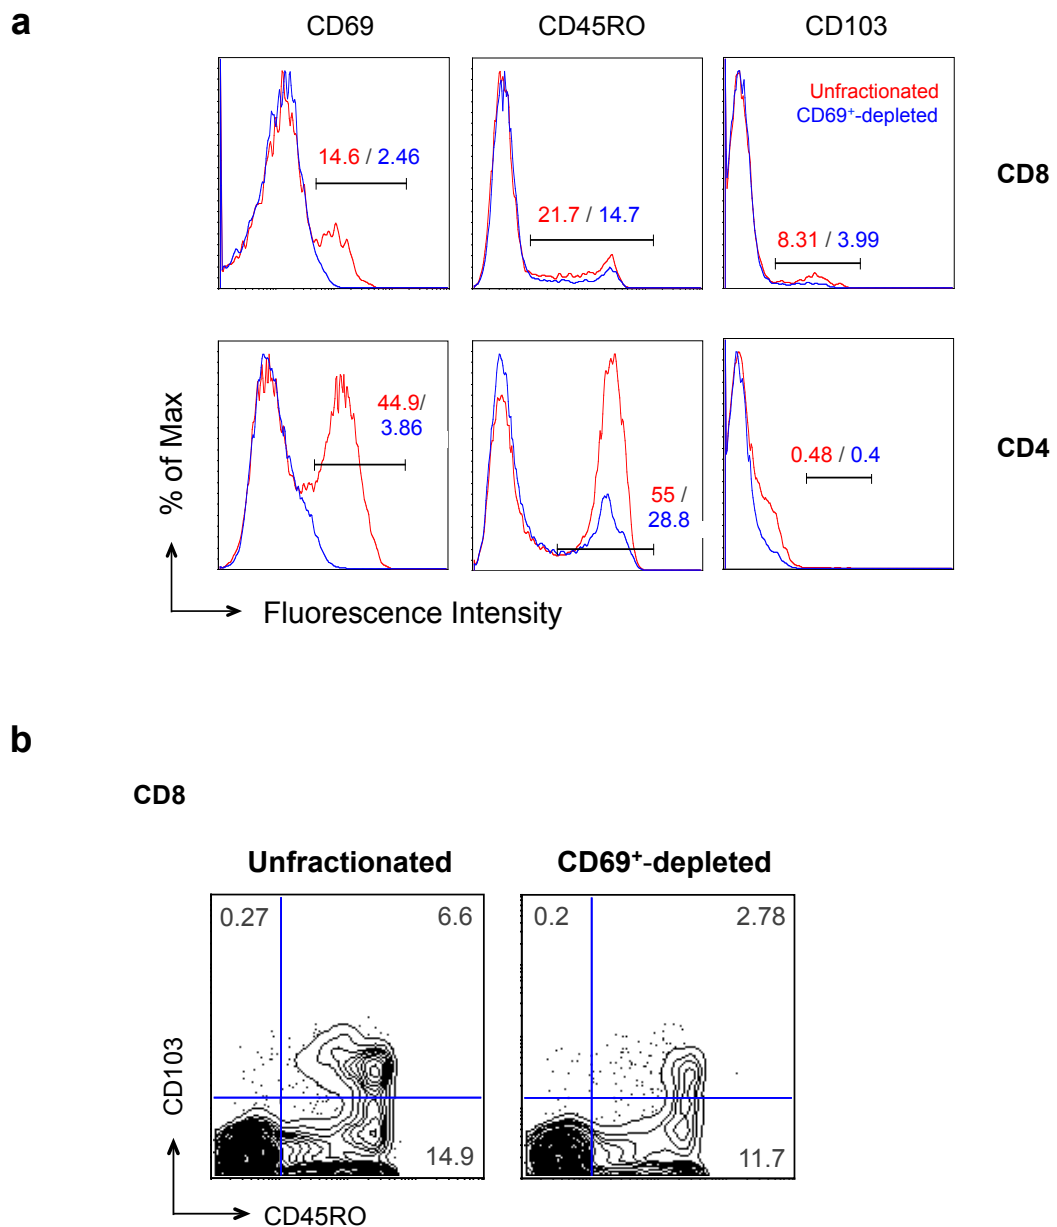 a
CD69
CD45RO
CD103
Unfractionated
CD69⁺-depleted
14.6 / 2.46
21.7 / 14.7
8.31 / 3.99
CD8
44.9/
3.86
55 /
28.8
0.48 / 0.4
CD4
% of Max
Fluorescence Intensity
b
CD8
Unfractionated
CD69⁺-depleted
0.27
6.6
0.2
2.78
14.9
11.7
CD103
CD45RO